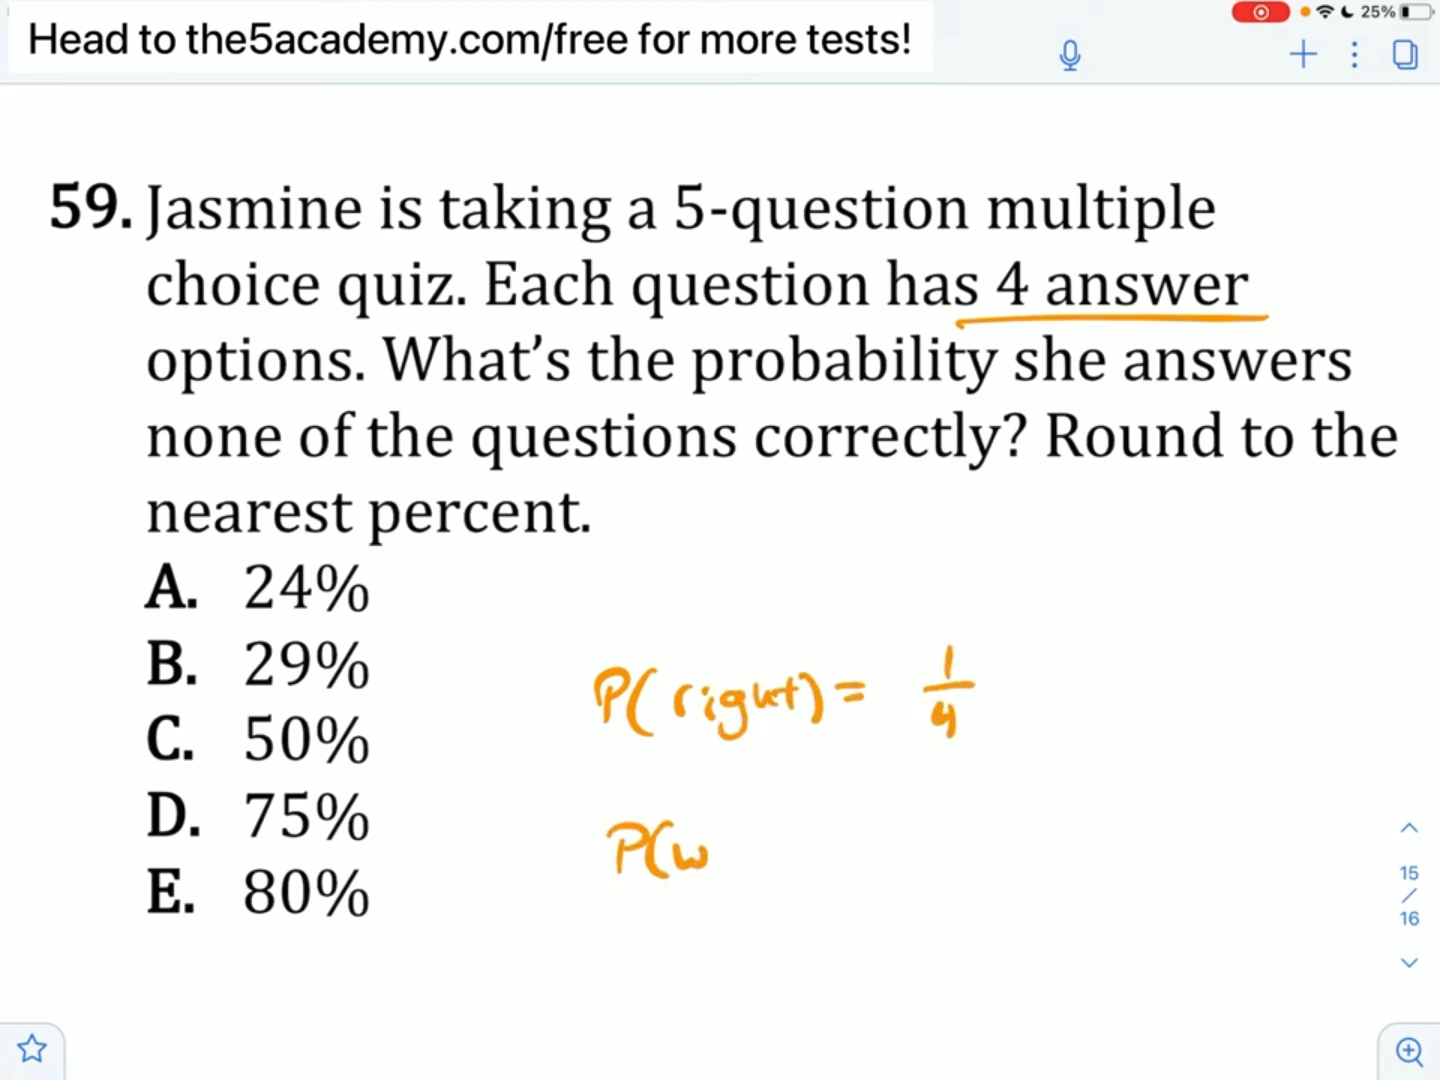 Head to the5academy.com/free for more tests!
25%
59. Jasmine is taking a 5-question multiple
choice quiz. Each question has 4 answer
options. What’s the probability she answers
none of the questions correctly? Round to the
nearest percent.
A. 24%
B. 29%
C. 50%
D. 75%
E. 80%
P(right) = 1/4
P(w
15
/
16